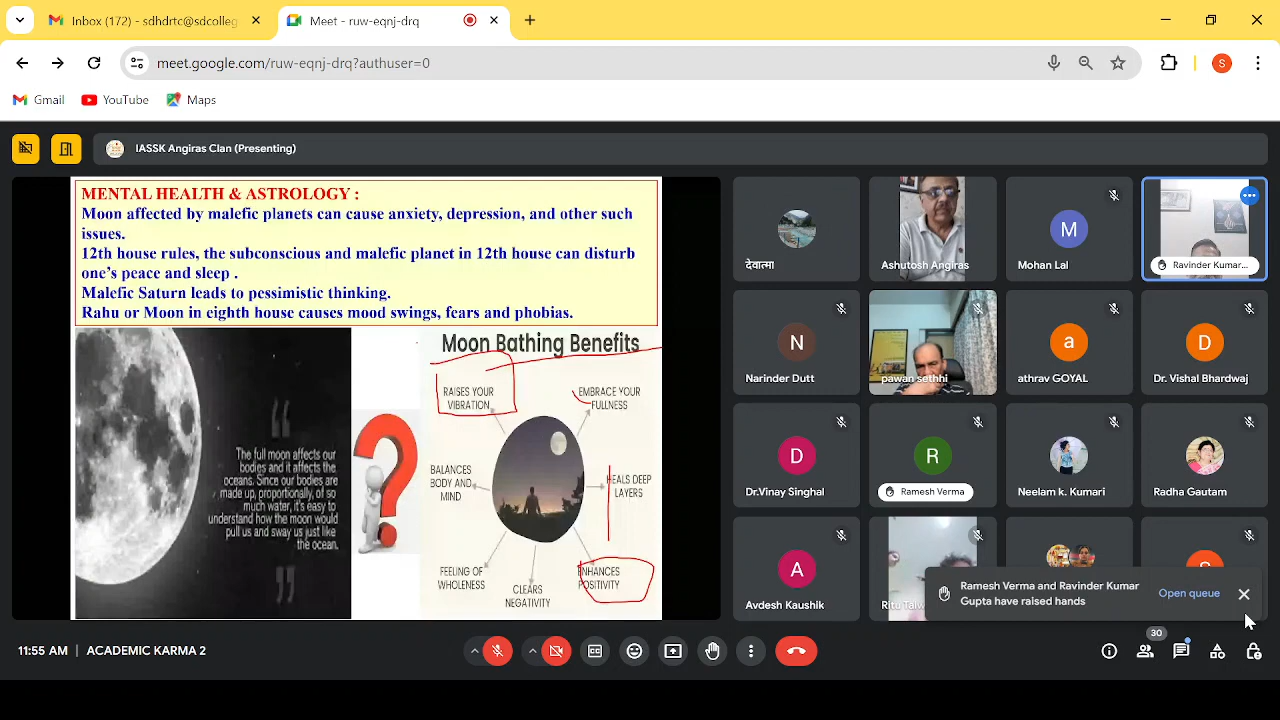 Inbox (172) - sdhdrtc@sdcolleg
Meet - ruw-eqnj-drq
meet.google.com/ruw-eqnj-drq?authuser=0
Gmail
YouTube
Maps
S
IASSK Angiras Clan (Presenting)
MENTAL HEALTH & ASTROLOGY :
Moon affected by malefic planets can cause anxiety, depression, and other such
issues.
12th house rules, the subconscious and malefic planet in 12th house can disturb
one's peace and sleep .
Malefic Saturn leads to pessimistic thinking.
Rahu or Moon in eighth house causes mood swings, fears and phobias.
“
The full moon affects our
bodies and it affects the
oceans. Since our bodies are
made up, proportionally, of so
much water, it's easy to
understand how the moon would
pull us and sway us just like
the ocean.
”
?
Moon Bathing Benefits
RAISES YOUR
VIBRATION
EMBRACE YOUR
FULLNESS
BALANCES
BODY AND
MIND
HEALS DEEP
LAYERS
FEELING OF
WHOLENESS
CLEARS
NEGATIVITY
ENHANCES
POSITIVITY
देवात्मा
Ashutosh Angiras
M
Mohan Lal
Ravinder Kumar...
N
Narinder Dutt
pawan sethhi
a
athrav GOYAL
D
Dr. Vishal Bhardwaj
D
Dr.Vinay Singhal
R
Ramesh Verma
Neelam k. Kumari
Radha Gautam
A
Avdesh Kaushik
Ritu Talw
Ramesh Verma and Ravinder Kumar
Gupta have raised hands
Open queue
11:55 AM
ACADEMIC KARMA 2
30